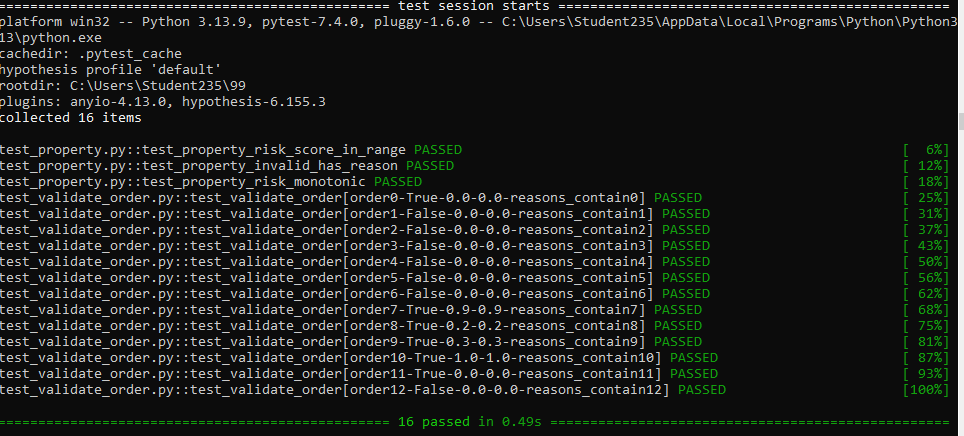 ============================================= test session starts =============================================
platform win32 -- Python 3.13.9, pytest-7.4.0, pluggy-1.6.0 -- C:\Users\Student235\AppData\Local\Programs\Python\Python3
13\python.exe
cachedir: .pytest_cache
hypothesis profile 'default'
rootdir: C:\Users\Student235\99
plugins: anyio-4.13.0, hypothesis-6.155.3
collected 16 items
test_property.py::test_property_risk_score_in_range PASSED [  6%]
test_property.py::test_property_invalid_has_reason PASSED [ 12%]
test_property.py::test_property_risk_monotonic PASSED [ 18%]
test_validate_order.py::test_validate_order[order0-True-0.0-0.0-reasons_contain0] PASSED [ 25%]
test_validate_order.py::test_validate_order[order1-False-0.0-0.0-reasons_contain1] PASSED [ 31%]
test_validate_order.py::test_validate_order[order2-False-0.0-0.0-reasons_contain2] PASSED [ 37%]
test_validate_order.py::test_validate_order[order3-False-0.0-0.0-reasons_contain3] PASSED [ 43%]
test_validate_order.py::test_validate_order[order4-False-0.0-0.0-reasons_contain4] PASSED [ 50%]
test_validate_order.py::test_validate_order[order5-False-0.0-0.0-reasons_contain5] PASSED [ 56%]
test_validate_order.py::test_validate_order[order6-False-0.0-0.0-reasons_contain6] PASSED [ 62%]
test_validate_order.py::test_validate_order[order7-True-0.9-0.9-reasons_contain7] PASSED [ 68%]
test_validate_order.py::test_validate_order[order8-True-0.2-0.2-reasons_contain8] PASSED [ 75%]
test_validate_order.py::test_validate_order[order9-True-0.3-0.3-reasons_contain9] PASSED [ 81%]
test_validate_order.py::test_validate_order[order10-True-1.0-1.0-reasons_contain10] PASSED [ 87%]
test_validate_order.py::test_validate_order[order11-True-0.0-0.0-reasons_contain11] PASSED [ 93%]
test_validate_order.py::test_validate_order[order12-False-0.0-0.0-reasons_contain12] PASSED [100%]
============================================= 16 passed in 0.49s =============================================